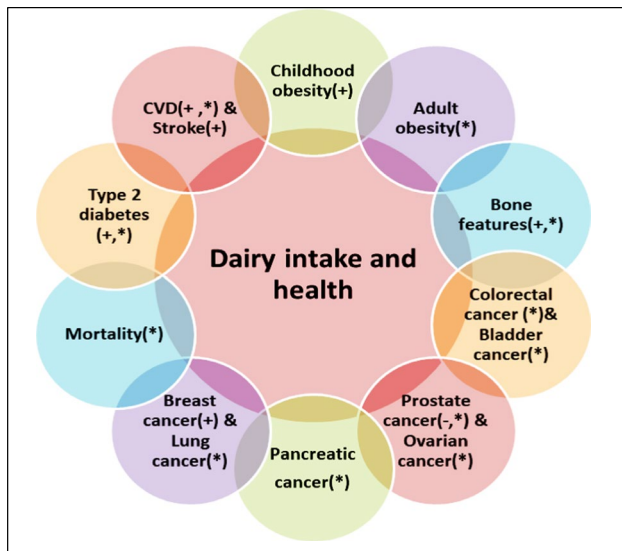 Childhood
obesity(+)
Adult
obesity(*)
Bone
features(+,*)
Colorectal
cancer (*)&
Bladder
cancer(*)
Prostate
cancer(-,*) &
Ovarian
cancer(*)
Pancreatic
cancer(*)
Breast
cancer(+) &
Lung
cancer(*)
Mortality(*)
Type 2
diabetes
(+,*)
CVD(+ ,*) &
Stroke(+)
Dairy intake and
health